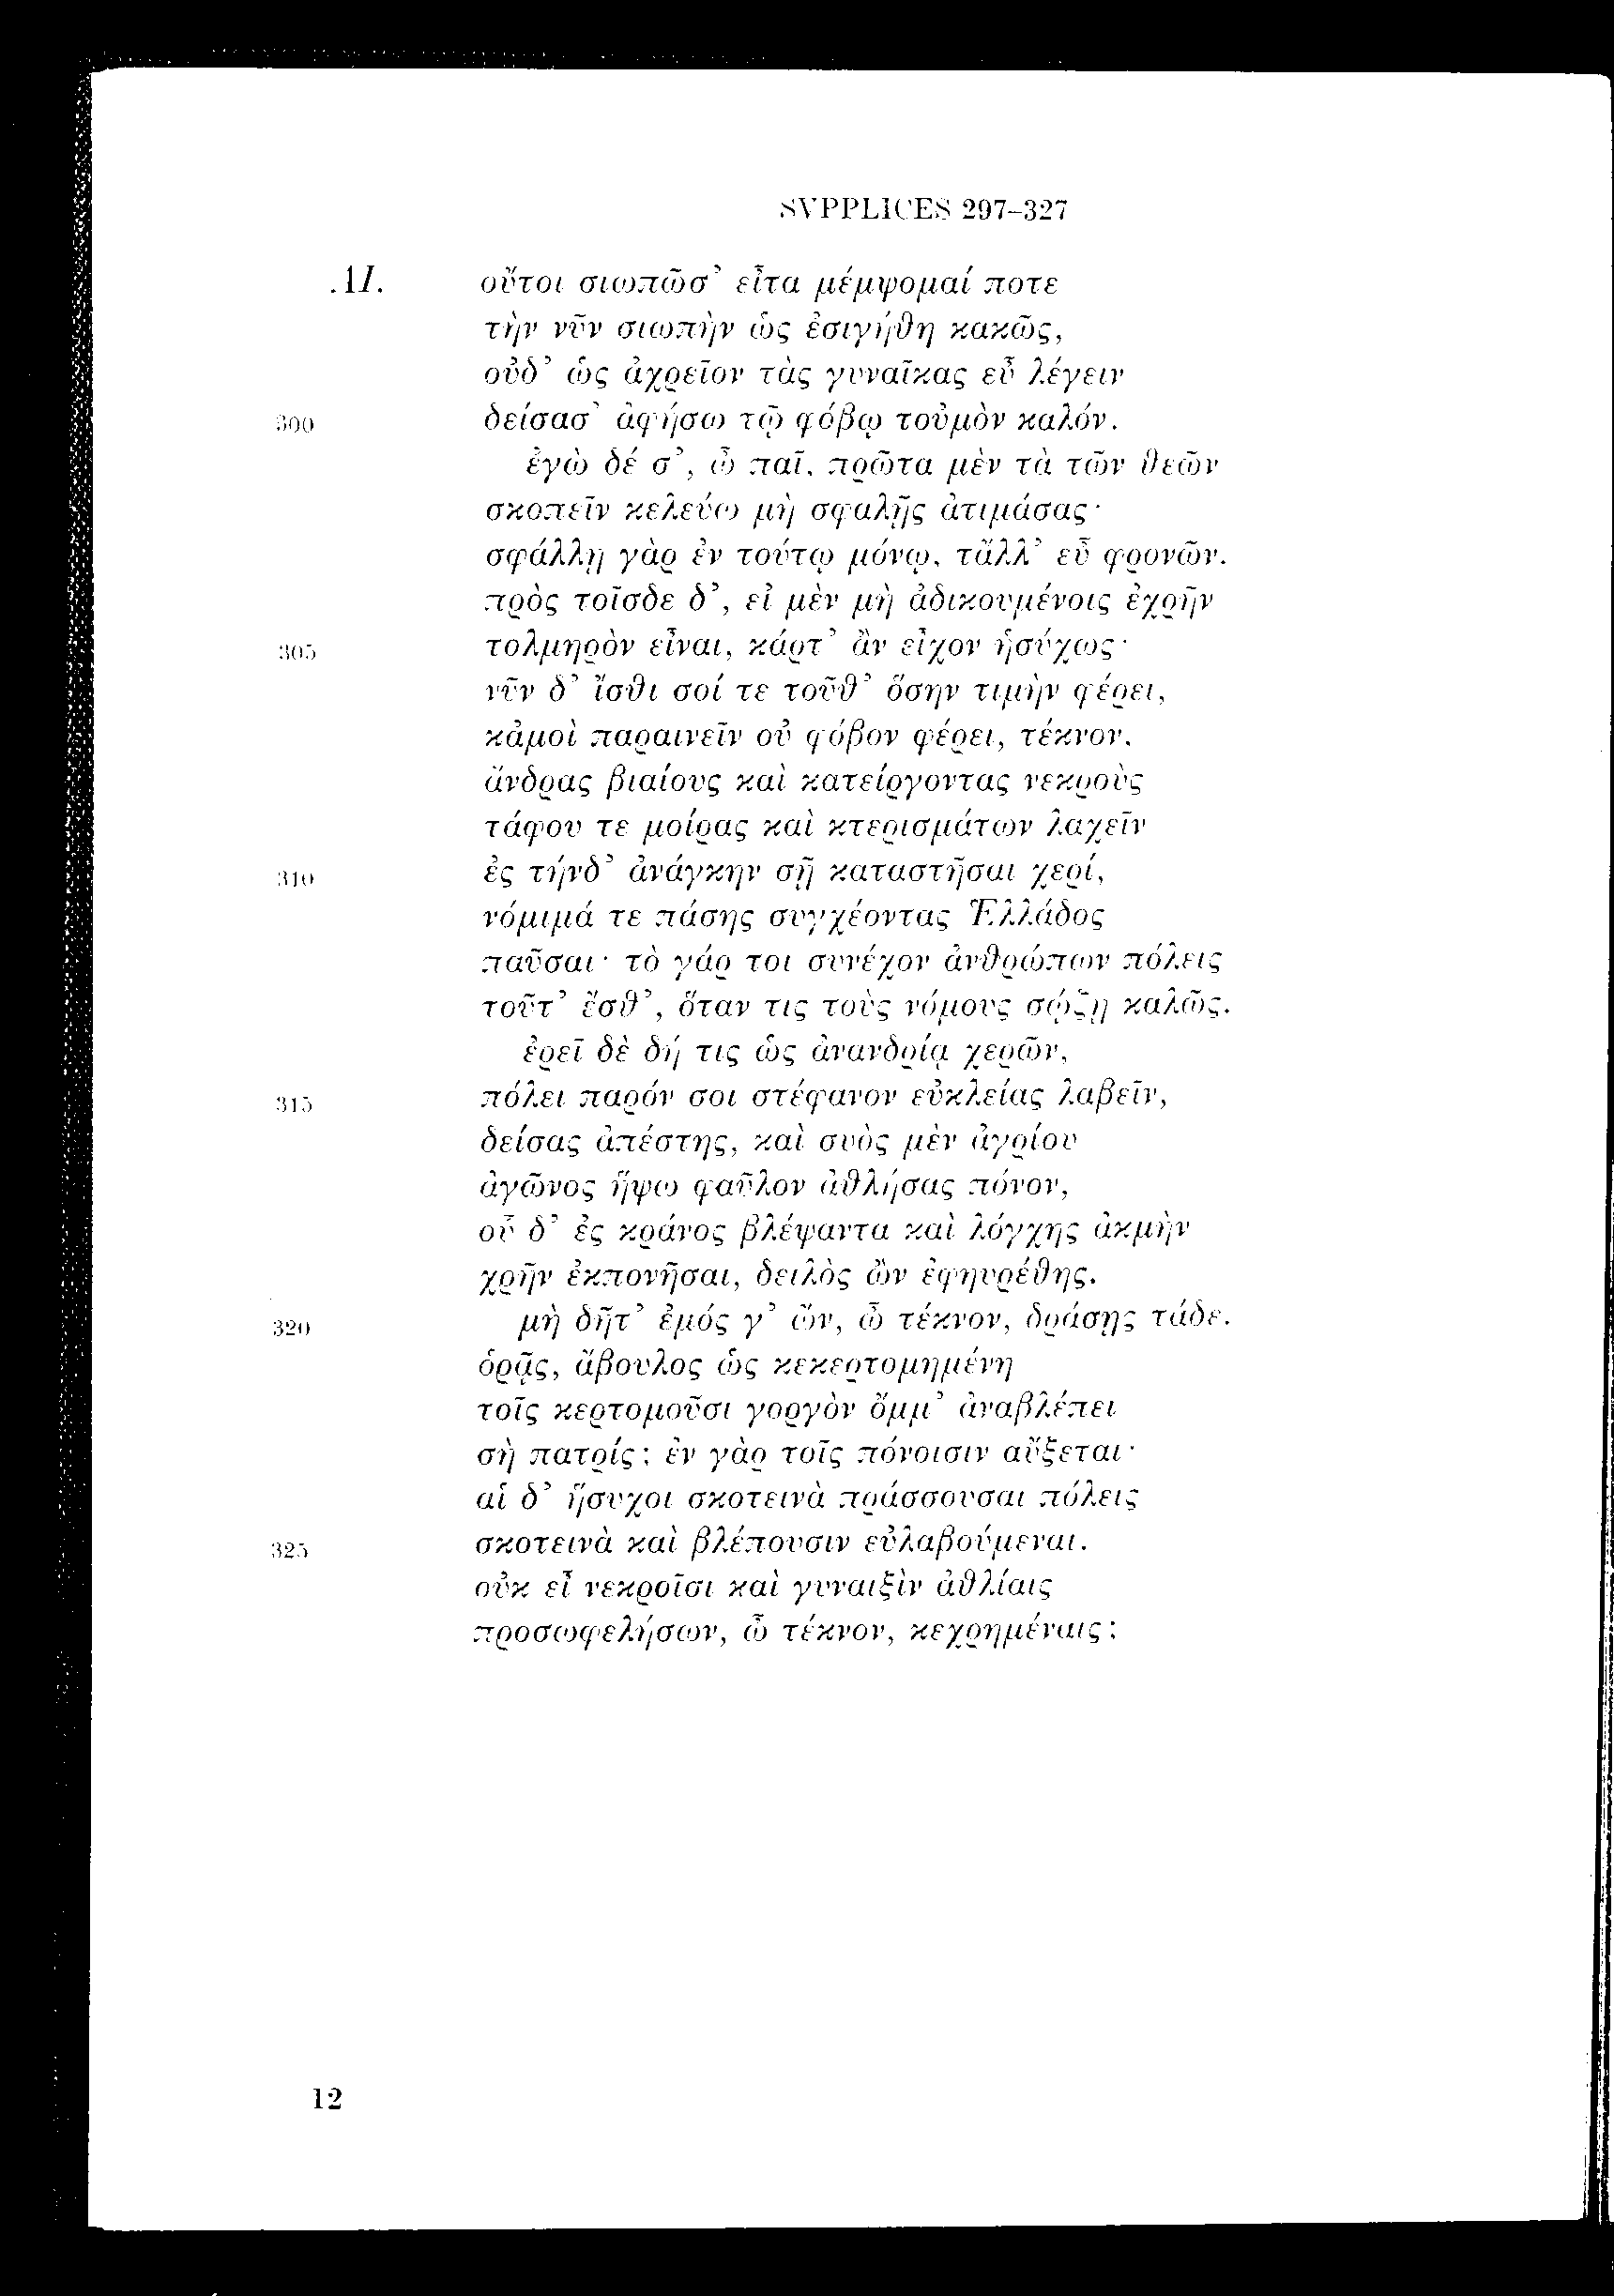 SVPPLICES 297–327
ΑΙ. οὔτοι σιωπῶσ’ εἶτα μέμψομαί ποτε
τὴν νῦν σιωπὴν ὡς ἐσιγήθη κακῶς,
οὐδ’ ὡς ἀχρεῖον τὰς γυναῖκας εὖ λέγειν
300 δείσασ’ ἀφήσω τῷ φόβῳ τοὐμὸν καλόν.
ἐγὼ δέ σ’, ὦ παῖ, πρῶτα μὲν τὰ τῶν θεῶν
σκοπεῖν κελεύω μὴ σφαλῇς ἀτιμάσας·
σφάλλῃ γὰρ ἐν τούτῳ μόνῳ, τἄλλ’ εὖ φρονῶν.
πρὸς τοῖσδε δ’, εἰ μὲν μὴ ἀδικουμένοις ἐχρῆν
305 τολμηρὸν εἶναι, κάρτ’ ἂν εἶχον ἡσύχως·
νῦν δ’ ἴσθι σοί τε τοῦθ’ ὅσην τιμὴν φέρει,
κἀμοὶ παραινεῖν οὐ φόβον φέρει, τέκνον,
ἄνδρας βιαίους καὶ κατείργοντας νεκροὺς
τάφου τε μοίρας καὶ κτερισμάτων λαχεῖν
310 ἐς τήνδ’ ἀνάγκην σῇ καταστῆσαι χερί,
νόμιμά τε πάσης συγχέοντας Ἑλλάδος
παῦσαι· τὸ γάρ τοι συνέχον ἀνθρώπων πόλεις
τοῦτ’ ἔσθ’, ὅταν τις τοὺς νόμους σῴζῃ καλῶς.
ἐρεῖ δὲ δή τις ὡς ἀνανδρίᾳ χερῶν,
315 πόλει παρόν σοι στέφανον εὐκλείας λαβεῖν,
δείσας ἀπέστης, καὶ συὸς μὲν ἀγρίου
ἀγῶνος ἥψω φαῦλον ἀθλήσας πόνον,
οὗ δ’ ἐς κράνος βλέψαντα καὶ λόγχης ἀκμὴν
χρῆν ἐκπονῆσαι, δειλὸς ὢν ἐφηυρέθης.
320 μὴ δῆτ’ ἐμός γ’ ὤν, ὦ τέκνον, δράσῃς τάδε.
ὁρᾷς, ἄβουλος ὡς κεκερτομημένη
τοῖς κερτομοῦσι γοργὸν ὄμμ’ ἀναβλέπει
σὴ πατρίς; ἐν γὰρ τοῖς πόνοισιν αὔξεται·
αἱ δ’ ἥσυχοι σκοτεινὰ πράσσουσαι πόλεις
325 σκοτεινὰ καὶ βλέπουσιν εὐλαβούμεναι.
οὐκ εἶ νεκροῖσι καὶ γυναιξὶν ἀθλίαις
προσωφελήσων, ὦ τέκνον, κεχρημέναις;
12